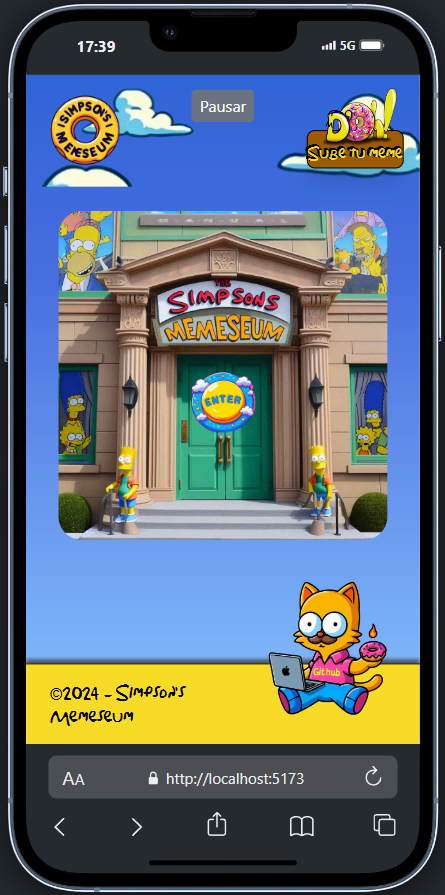 17:39
5G
Pausar
SIMPSON'S
MEMESEUM
D'OH!
SUBE TU MEME
THE
SIMPSONS
MEMESEUM
ENTER
Github
©2024 - Simpson's
Memeseum
AA
http://localhost:5173